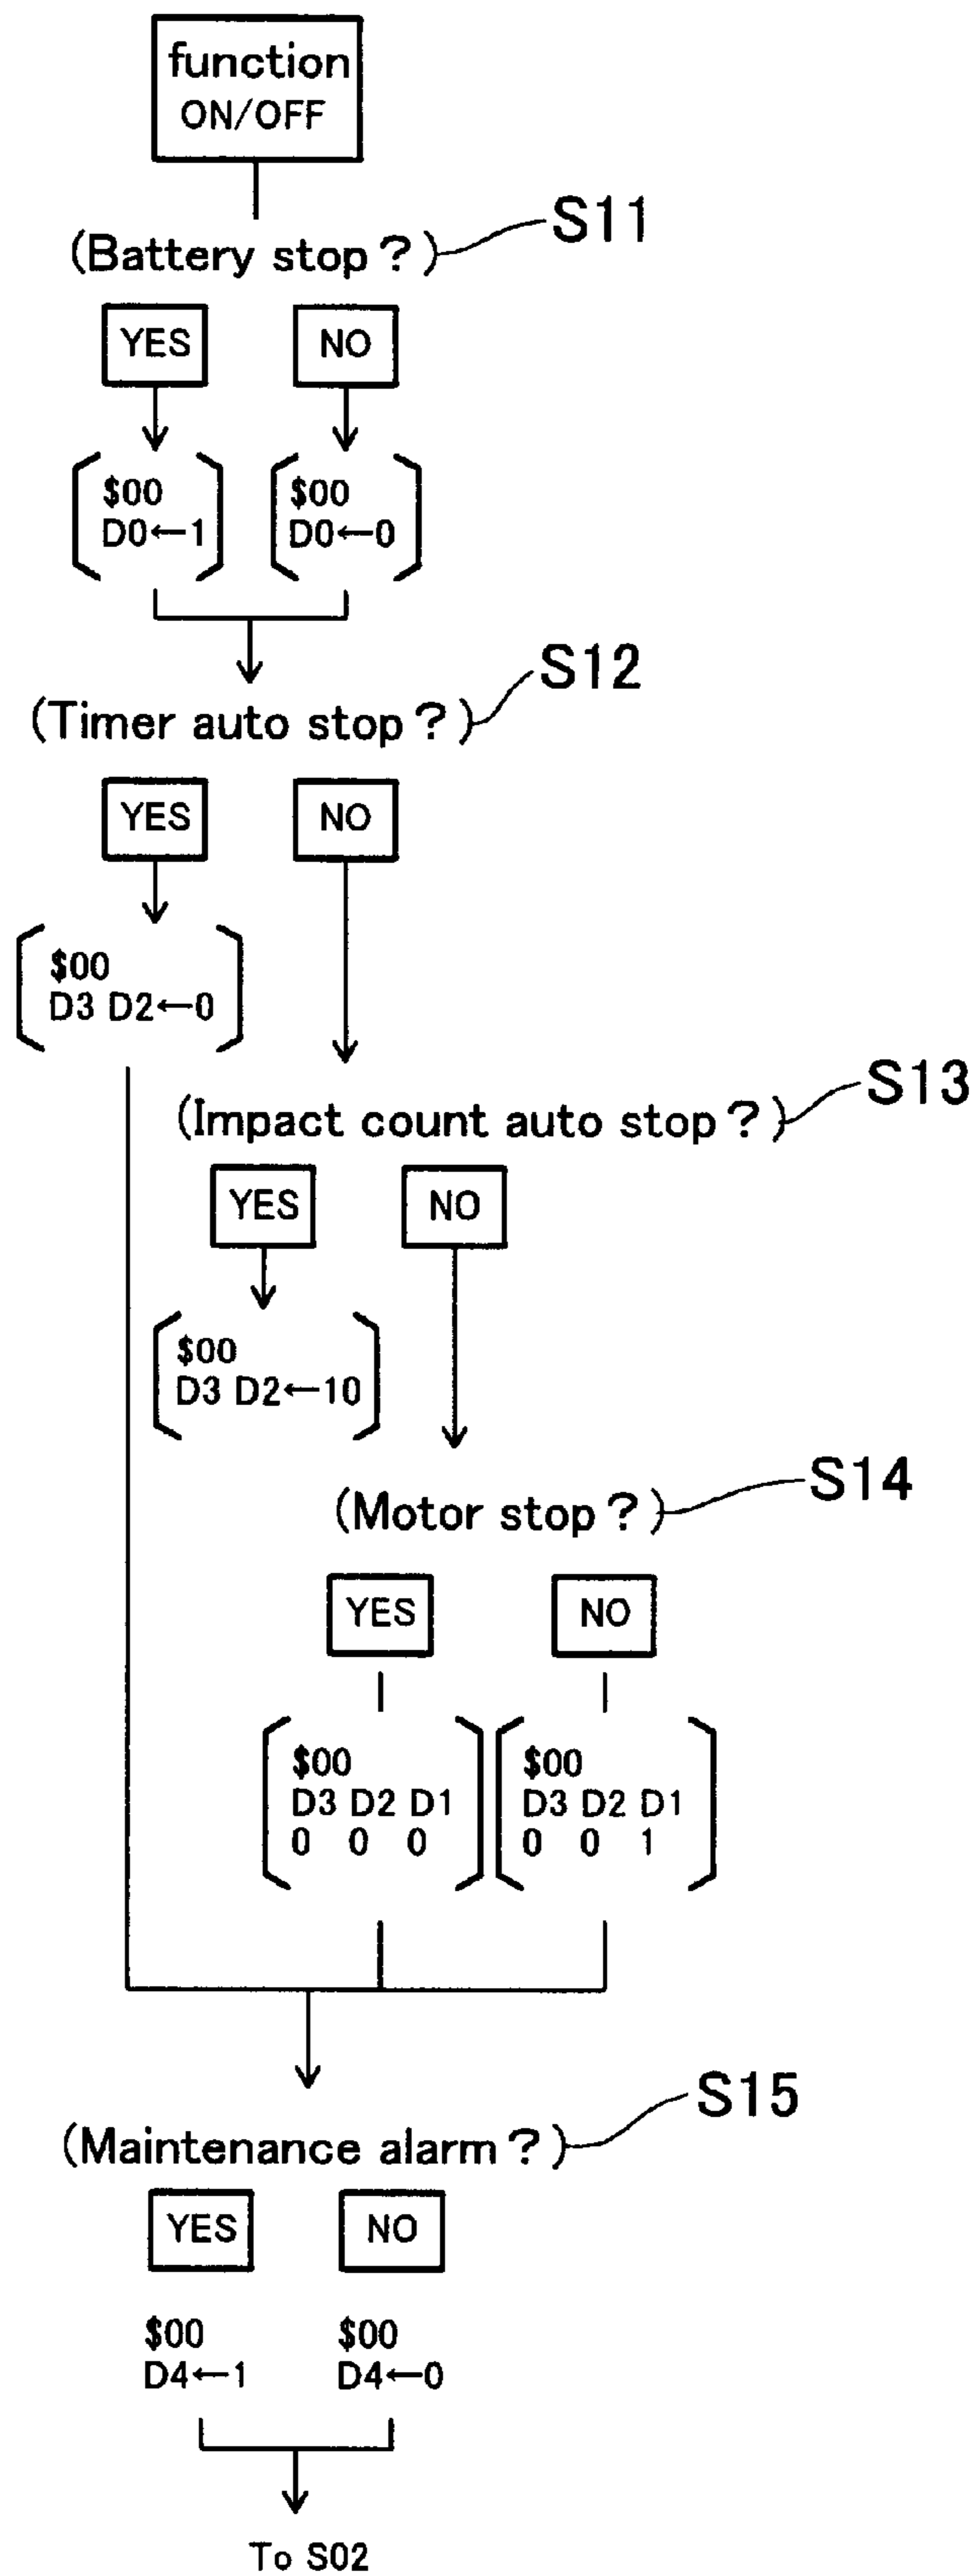 function
ON/OFF
S11
(Battery stop?)
YES NO
$00 $00
D0←1 D0←0
S12
(Timer auto stop?)
YES NO
$00
D3 D2←0
S13
(Impact count auto stop?)
YES NO
$00
D3 D2←10
S14
(Motor stop?)
YES NO
$00 $00
D3 D2 D1 D3 D2 D1
0 0 0 0 0 1
S15
(Maintenance alarm?)
YES NO
$00 $00
D4←1 D4←0
To S02